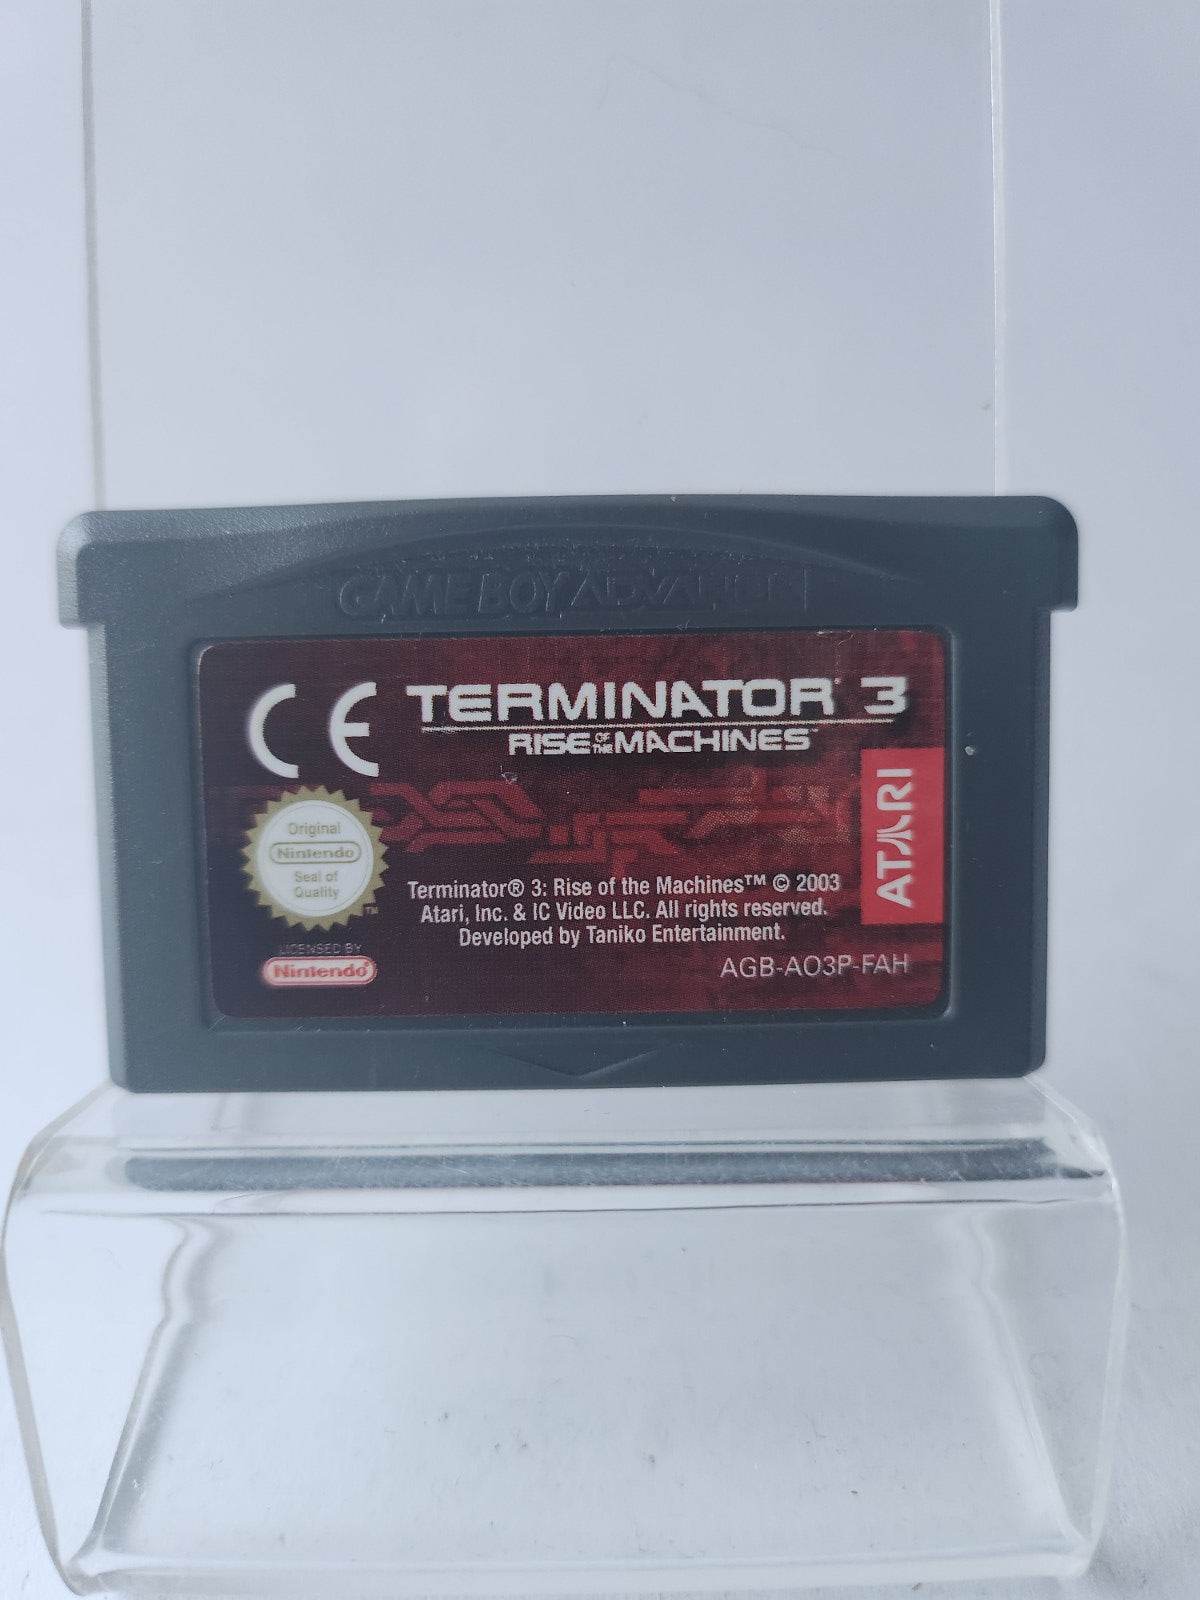 GAME BOY ADVANCE
CE
TERMINATOR 3
RISE OF THE MACHINES™
ATARI
Original
Nintendo
Seal of
Quality
™
LICENSED BY
Nintendo®
Terminator® 3: Rise of the Machines™ © 2003
Atari, Inc. & IC Video LLC. All rights reserved.
Developed by Taniko Entertainment.
AGB-AO3P-FAH